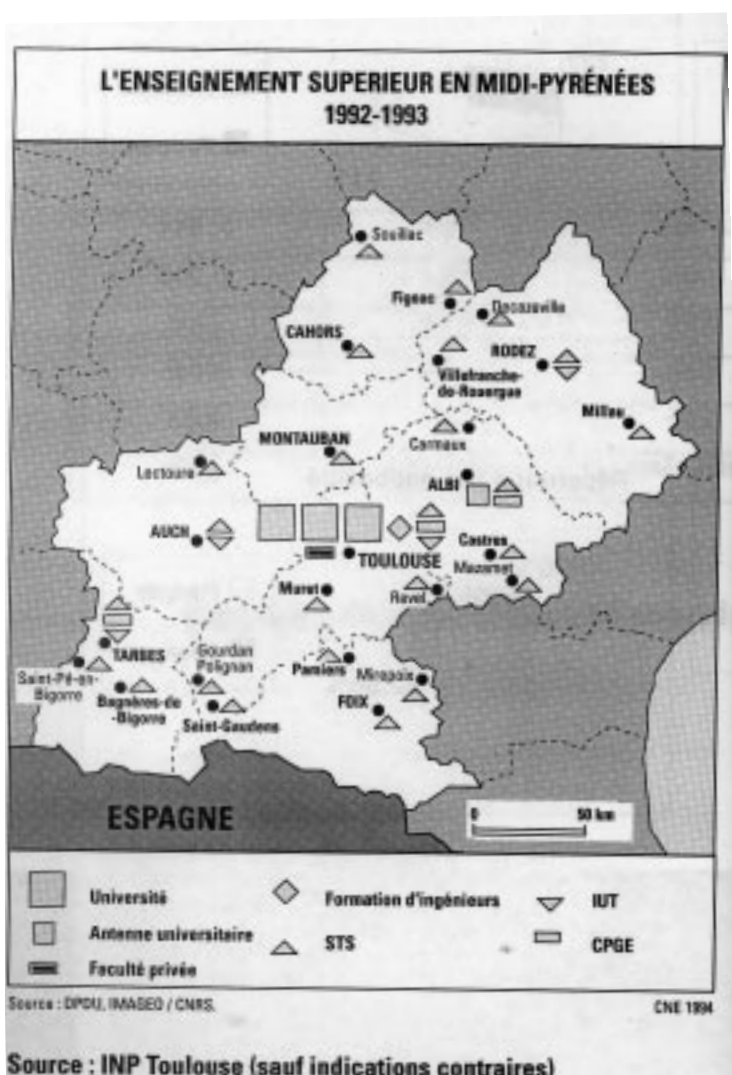 L'ENSEIGNEMENT SUPERIEUR EN MIDI-PYRÉNÉES
1992-1993
Souillac
Figeac
Decazeville
CAHORS
RODEZ
Villefranche-
de-Rouergue
Millau
MONTAUBAN
Carmaux
Lectoure
ALBI
AUCH
TOULOUSE
Castres
Mazamet
Muret
Revel
TARBES
Gourdan
Polignan
Pamiers
Mirepoix
Saint-Pé-en-
Bigorre
Bagnères-de
-Bigorre
Saint-Gaudens
FOIX
ESPAGNE
0 50 km
Université
Formation d'ingénieurs
IUT
Antenne universitaire
STS
CPGE
Faculté privée
Source : DPDU, IMAGEO / CNRS.
CNE 1994
Source : INP Toulouse (sauf indications contraires)